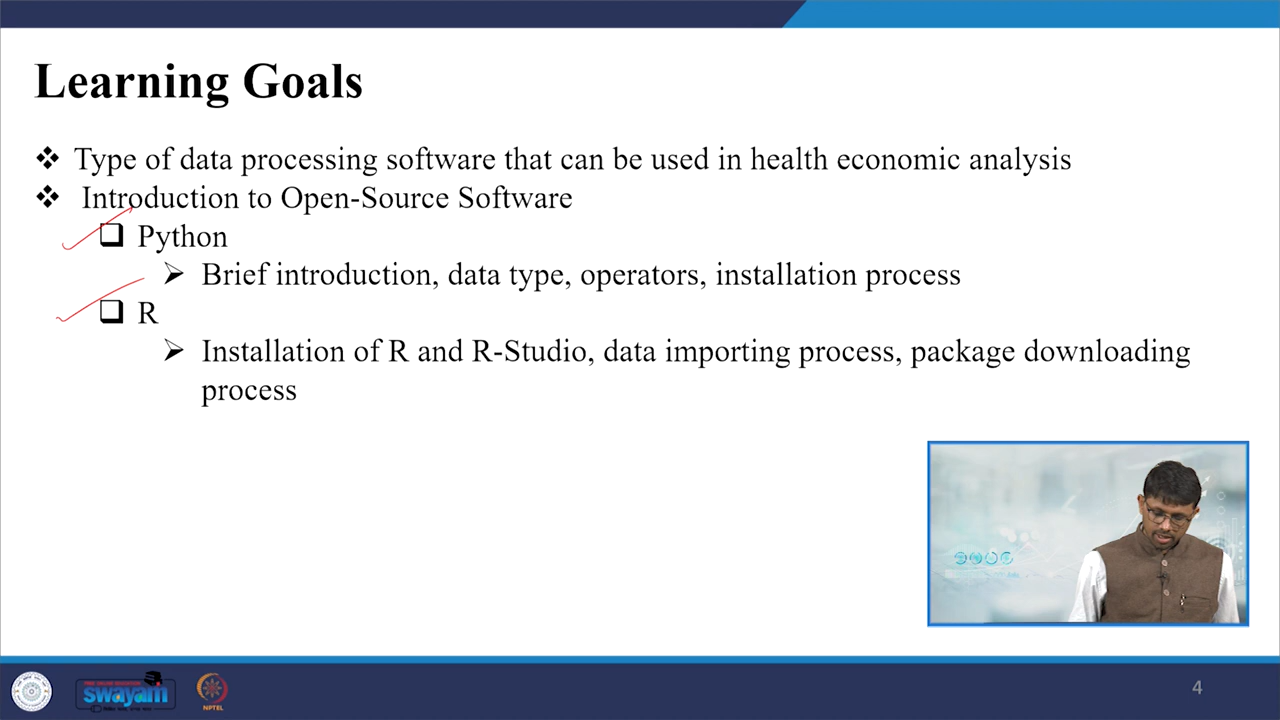 Learning Goals
Type of data processing software that can be used in health economic analysis
Introduction to Open-Source Software
Python
Brief introduction, data type, operators, installation process
R
Installation of R and R-Studio, data importing process, package downloading
process
swayam
NPTEL
4